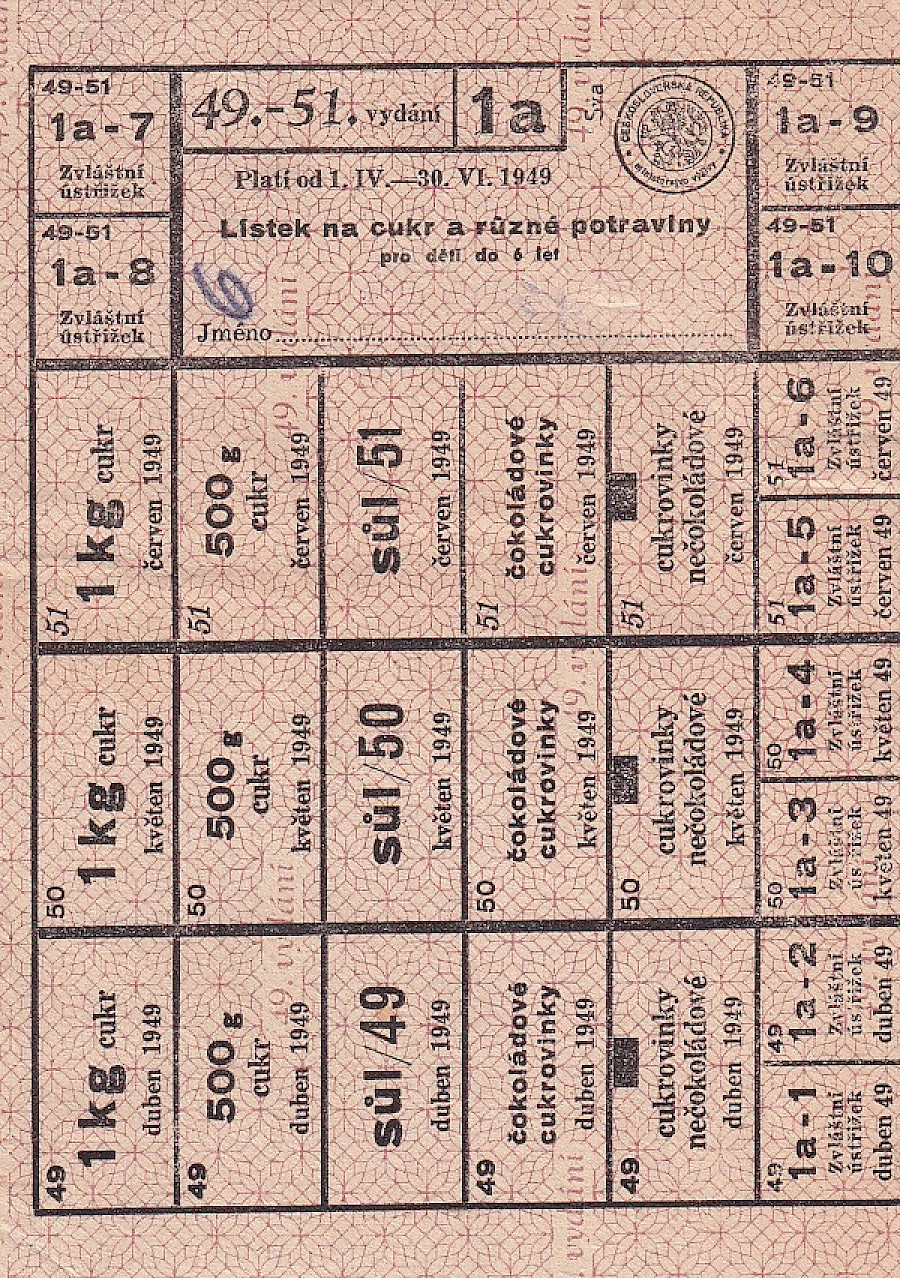 49-51
1a-7
Zvláštní
ústřižek
49-51
1a-8
Zvláštní
ústřižek
49.-51. vydání
1a
Sva
ČESKOSLOVENSKÁ REPUBLIKA
Platí od 1. IV.—30. VI. 1949
Lístek na cukr a různé potraviny
pro děti do 6 let
6
Jméno
49-51
1a-9
Zvláštní
ústřižek
49-51
1a-10
Zvláštní
ústřižek
51
1 kg cukr
červen 1949
51
500 g
cukr
červen 1949
sůl/51
červen 1949
51
čokoládové
cukrovinky
červen 1949
51
cukrovinky
nečokoládové
červen 1949
51
1a-6
Zvláštní
ústřižek
červen 49
51
1a-5
Zvláštní
ústřižek
červen 49
50
1 kg cukr
květen 1949
50
500 g
cukr
květen 1949
sůl/50
květen 1949
50
čokoládové
cukrovinky
květen 1949
50
cukrovinky
nečokoládové
květen 1949
50
1a-4
Zvláštní
ústřižek
květen 49
50
1a-3
Zvláštní
ústřižek
květen 49
49
1 kg cukr
duben 1949
49
500 g
cukr
duben 1949
sůl/49
duben 1949
49
čokoládové
cukrovinky
duben 1949
49
cukrovinky
nečokoládové
duben 1949
49
1a-2
Zvláštní
ústřižek
duben 49
49
1a-1
Zvláštní
ústřižek
duben 49